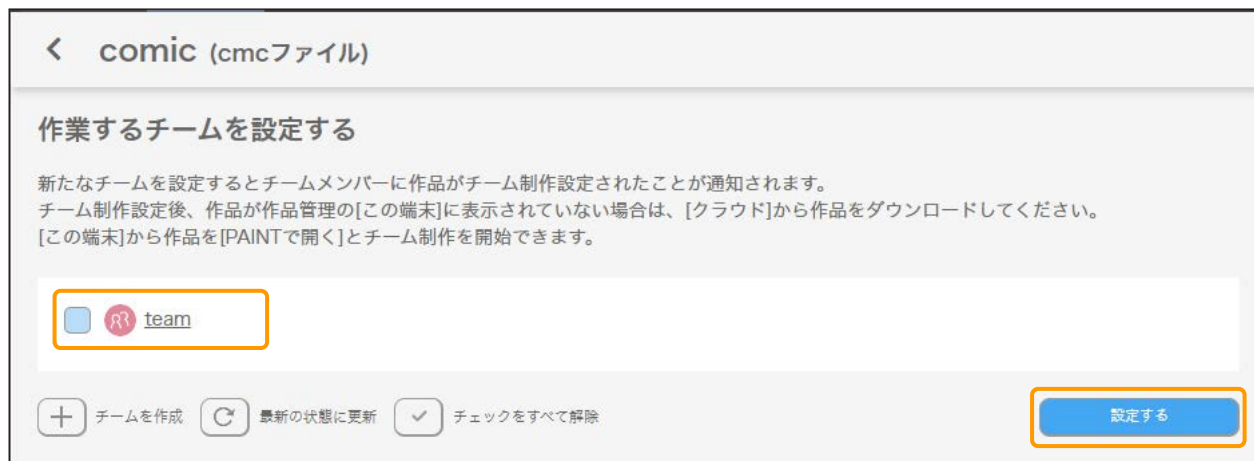 comic (cmcファイル)
作業するチームを設定する
新たなチームを設定するとチームメンバーに作品がチーム制作設定されたことが通知されます。
チーム制作設定後、作品が作品管理の[この端末]に表示されていない場合は、[クラウド]から作品をダウンロードしてください。
[この端末]から作品を[PAINTで開く]とチーム制作を開始できます。
team
チームを作成 最新の状態に更新 チェックをすべて解除 設定する